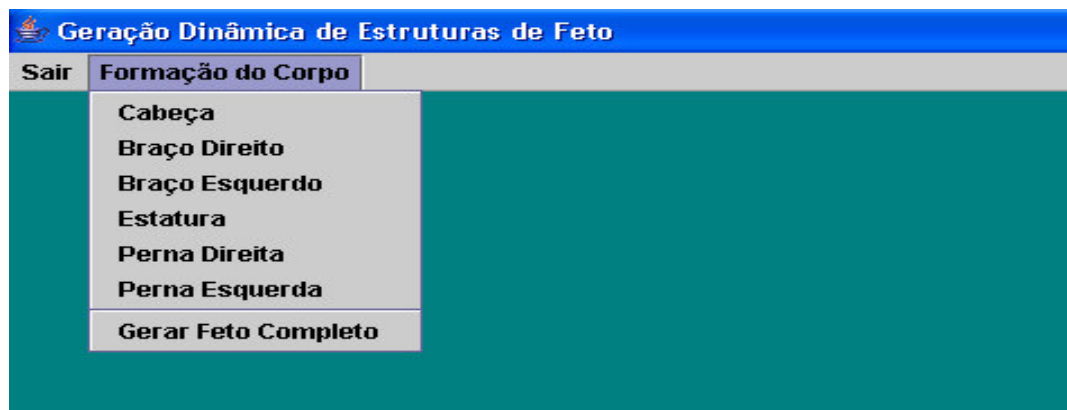 Geração Dinâmica de Estruturas de Feto
Sair Formação do Corpo
Cabeça
Braço Direito
Braço Esquerdo
Estatura
Perna Direita
Perna Esquerda
Gerar Feto Completo